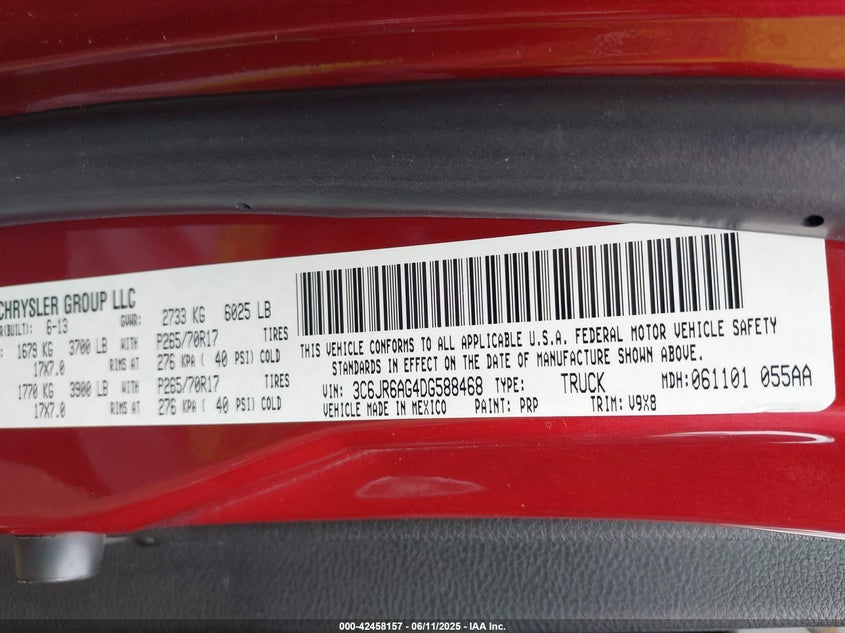 CHRYSLER GROUP LLC
(BUILT): 6-13 GVWR: 2733 KG 6025 LB
1679 KG 3700 LB WITH P265/70R17 TIRES
17X7.0 RIMS AT 276 KPA ( 40 PSI) COLD
1770 KG 3900 LB WITH P265/70R17 TIRES
17X7.0 RIMS AT 276 KPA ( 40 PSI) COLD
THIS VEHICLE CONFORMS TO ALL APPLICABLE U.S.A. FEDERAL MOTOR VEHICLE SAFETY
STANDARDS IN EFFECT ON THE DATE OF MANUFACTURE SHOWN ABOVE.
VIN: 3C6JR6AG4DG588468 TYPE: TRUCK MDH: 061101 055AA
VEHICLE MADE IN MEXICO PAINT: PRP TRIM: V9X8
000-42458157 - 06/11/2025 - IAA Inc.